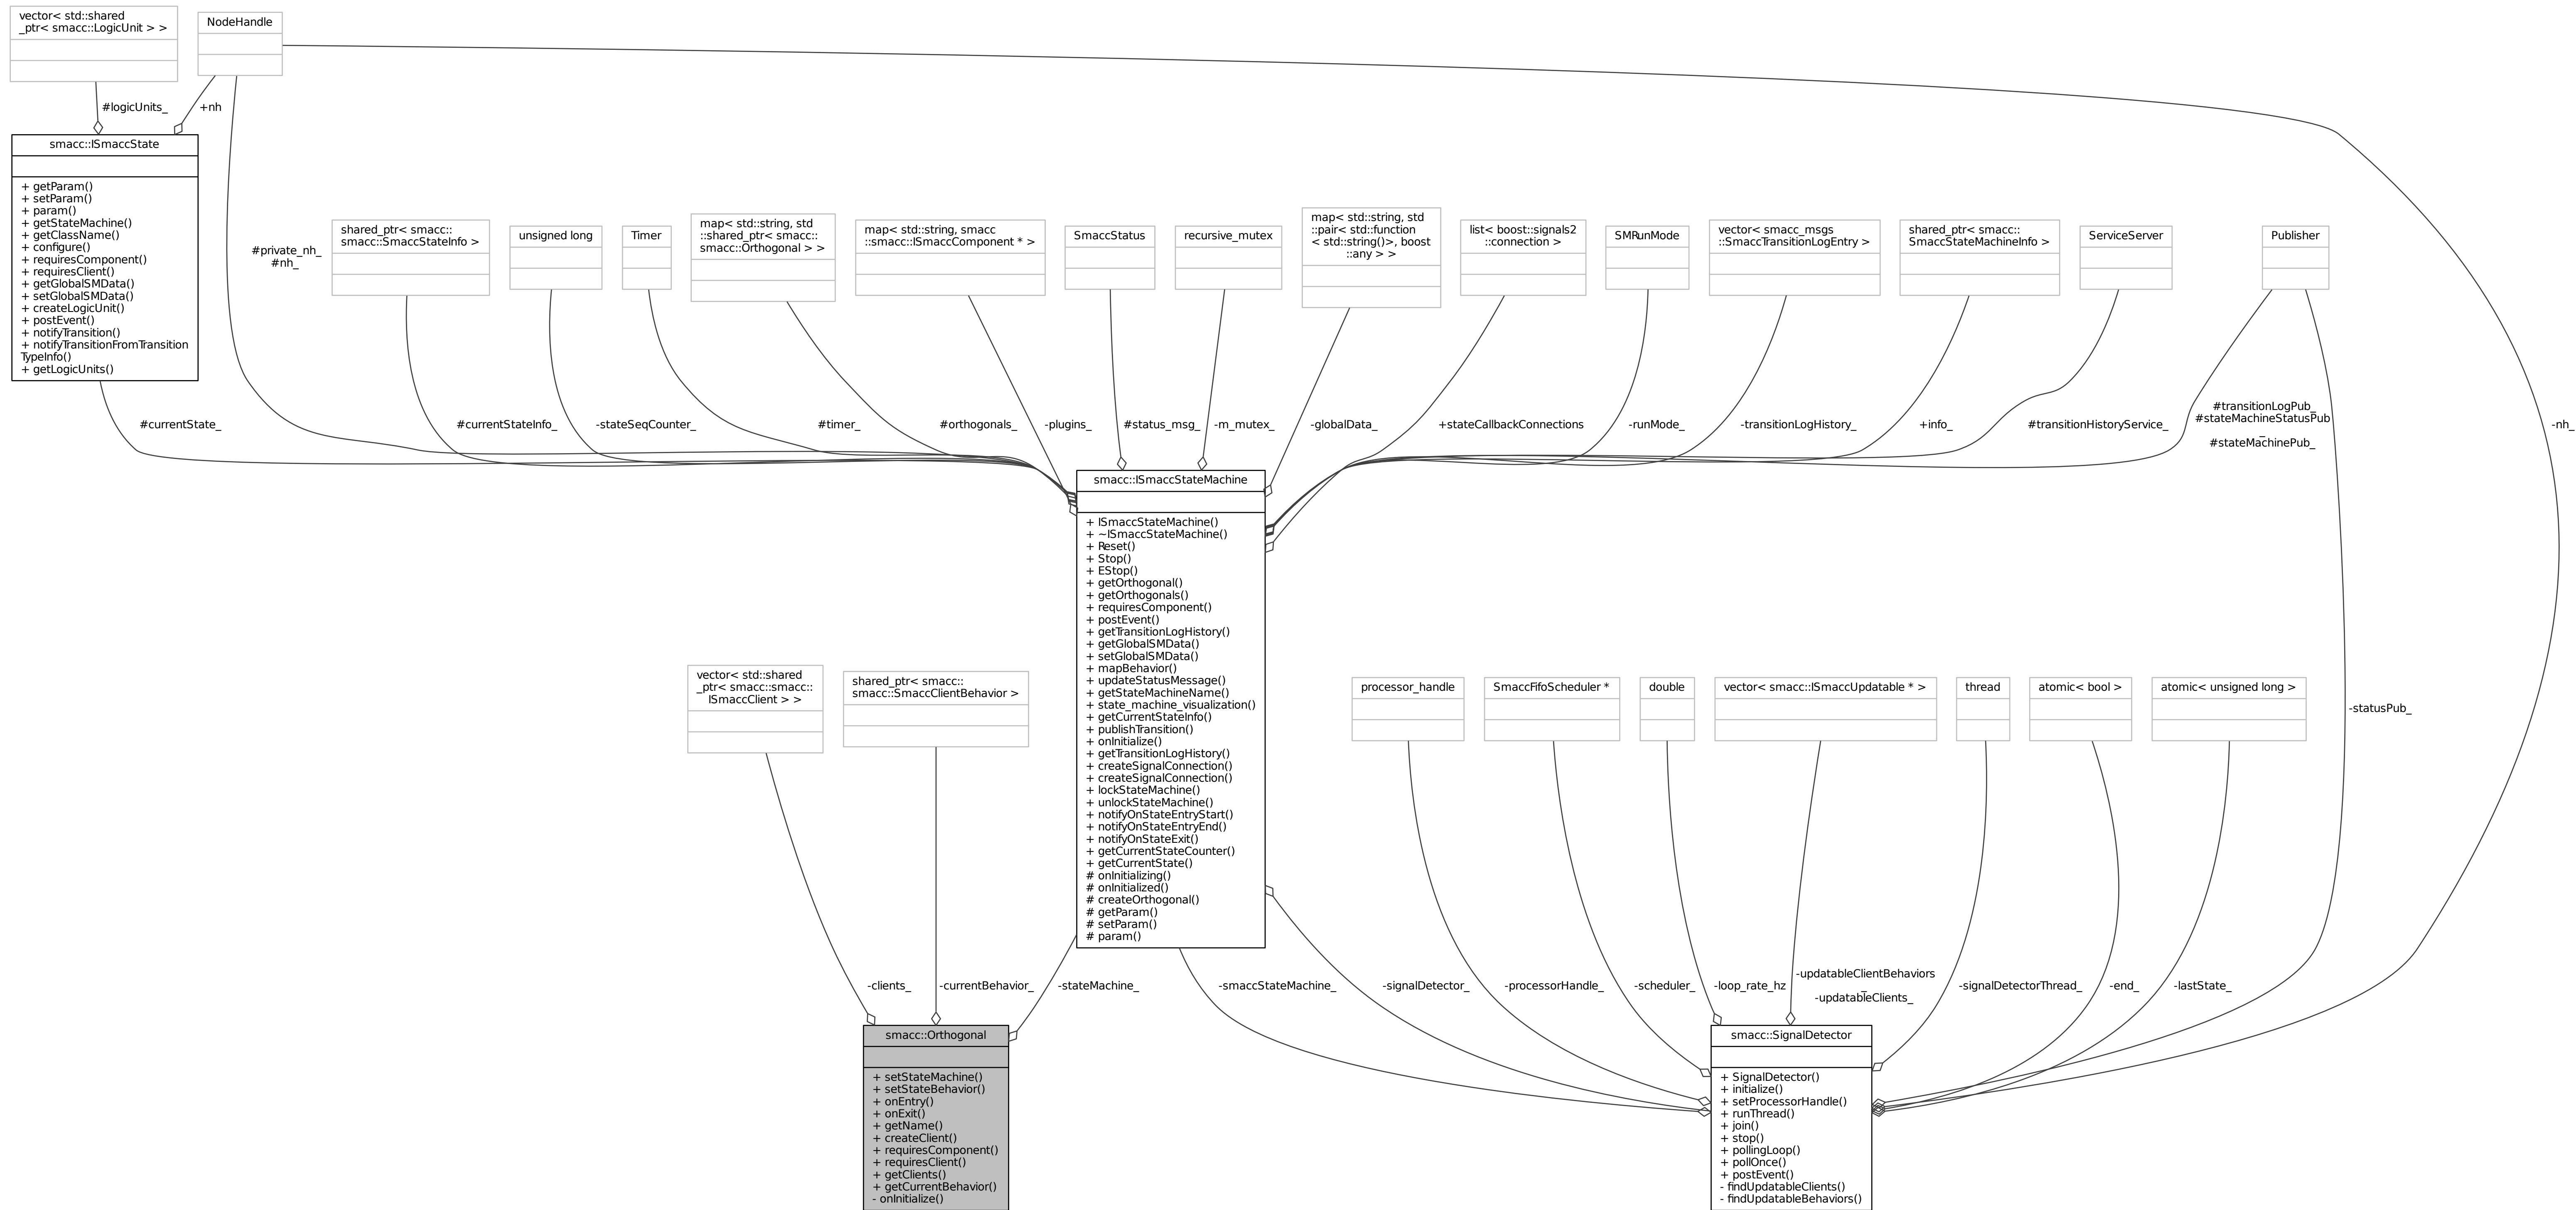 vector< std::shared
_ptr< smacc::LogicUnit > >
NodeHandle
#logicUnits_
+nh
smacc::ISmaccState
+ getParam()
+ setParam()
+ param()
+ getStateMachine()
+ getClassName()
+ configure()
+ requiresComponent()
+ requiresClient()
+ getGlobalSMData()
+ setGlobalSMData()
+ createLogicUnit()
+ postEvent()
+ notifyTransition()
+ notifyTransitionFromTransition
TypeInfo()
+ getLogicUnits()
#private_nh_
#nh_
shared_ptr< smacc::
smacc::SmaccStateInfo >
unsigned long
Timer
map< std::string, std
::shared_ptr< smacc::
smacc::Orthogonal > >
map< std::string, smacc
::smacc::ISmaccComponent * >
SmaccStatus
recursive_mutex
map< std::string, std
::pair< std::function
< std::string()>, boost
::any > >
list< boost::signals2
::connection >
SMRunMode
vector< smacc_msgs
::SmaccTransitionLogEntry >
shared_ptr< smacc::
SmaccStateMachineInfo >
ServiceServer
Publisher
#currentState_
#currentStateInfo_
-stateSeqCounter_
#timer_
#orthogonals_
-plugins_
#status_msg_
-m_mutex_
-globalData_
+stateCallbackConnections
-runMode_
-transitionLogHistory_
+info_
#transitionHistoryService_
#transitionLogPub_
#stateMachineStatusPub
_
#stateMachinePub_
-nh_
smacc::ISmaccStateMachine
+ ISmaccStateMachine()
+ ~ISmaccStateMachine()
+ Reset()
+ Stop()
+ EStop()
+ getOrthogonal()
+ getOrthogonals()
+ requiresComponent()
+ postEvent()
+ getTransitionLogHistory()
+ getGlobalSMData()
+ setGlobalSMData()
+ mapBehavior()
+ updateStatusMessage()
+ getStateMachineName()
+ state_machine_visualization()
+ getCurrentStateInfo()
+ publishTransition()
+ onInitialize()
+ getTransitionLogHistory()
+ createSignalConnection()
+ createSignalConnection()
+ lockStateMachine()
+ unlockStateMachine()
+ notifyOnStateEntryStart()
+ notifyOnStateEntryEnd()
+ notifyOnStateExit()
+ getCurrentStateCounter()
+ getCurrentState()
# onInitializing()
# onInitialized()
# createOrthogonal()
# getParam()
# setParam()
# param()
vector< std::shared
_ptr< smacc::smacc::
ISmaccClient > >
shared_ptr< smacc::
smacc::SmaccClientBehavior >
processor_handle
SmaccFifoScheduler *
double
vector< smacc::ISmaccUpdatable * >
thread
atomic< bool >
atomic< unsigned long >
-statusPub_
-clients_
-currentBehavior_
-stateMachine_
-smaccStateMachine_
-signalDetector_
-processorHandle_
-scheduler_
-loop_rate_hz
-updatableClientBehaviors
_
-updatableClients_
-signalDetectorThread_
-end_
-lastState_
smacc::Orthogonal
+ setStateMachine()
+ setStateBehavior()
+ onEntry()
+ onExit()
+ getName()
+ createClient()
+ requiresComponent()
+ requiresClient()
+ getClients()
+ getCurrentBehavior()
- onInitialize()
smacc::SignalDetector
+ SignalDetector()
+ initialize()
+ setProcessorHandle()
+ runThread()
+ join()
+ stop()
+ pollingLoop()
+ pollOnce()
+ postEvent()
- findUpdatableClients()
- findUpdatableBehaviors()